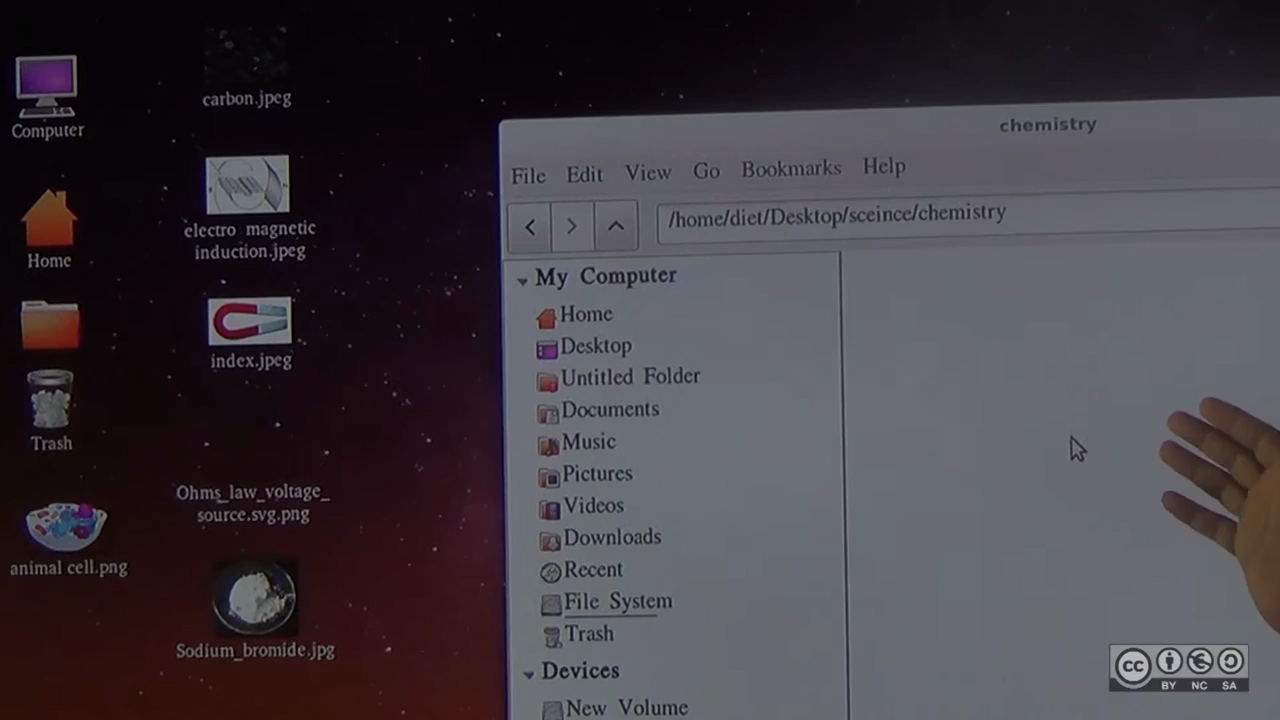 carbon.jpeg
Computer
electro magnetic
induction.jpeg
Home
index.jpeg
Trash
Ohms_law_voltage_
source.svg.png
animal cell.png
Sodium_bromide.jpg
chemistry
File Edit View Go Bookmarks Help
/home/diet/Desktop/sceince/chemistry
My Computer
Home
Desktop
Untitled Folder
Documents
Music
Pictures
Videos
Downloads
Recent
File System
Trash
Devices
New Volume
cc
BY NC SA